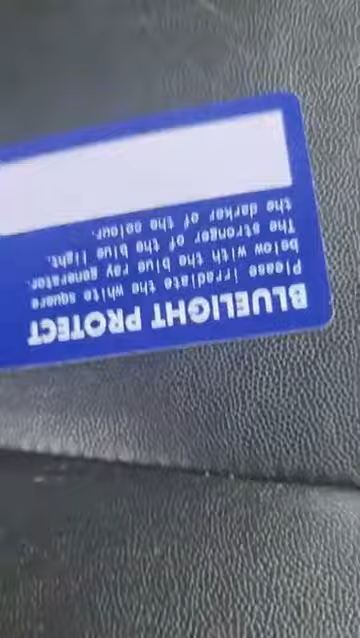 BLUELIGHT PROTECT
Please irradiate the white square
below with the blue ray generator.
The stronger of the blue light.
the darker of the colour.